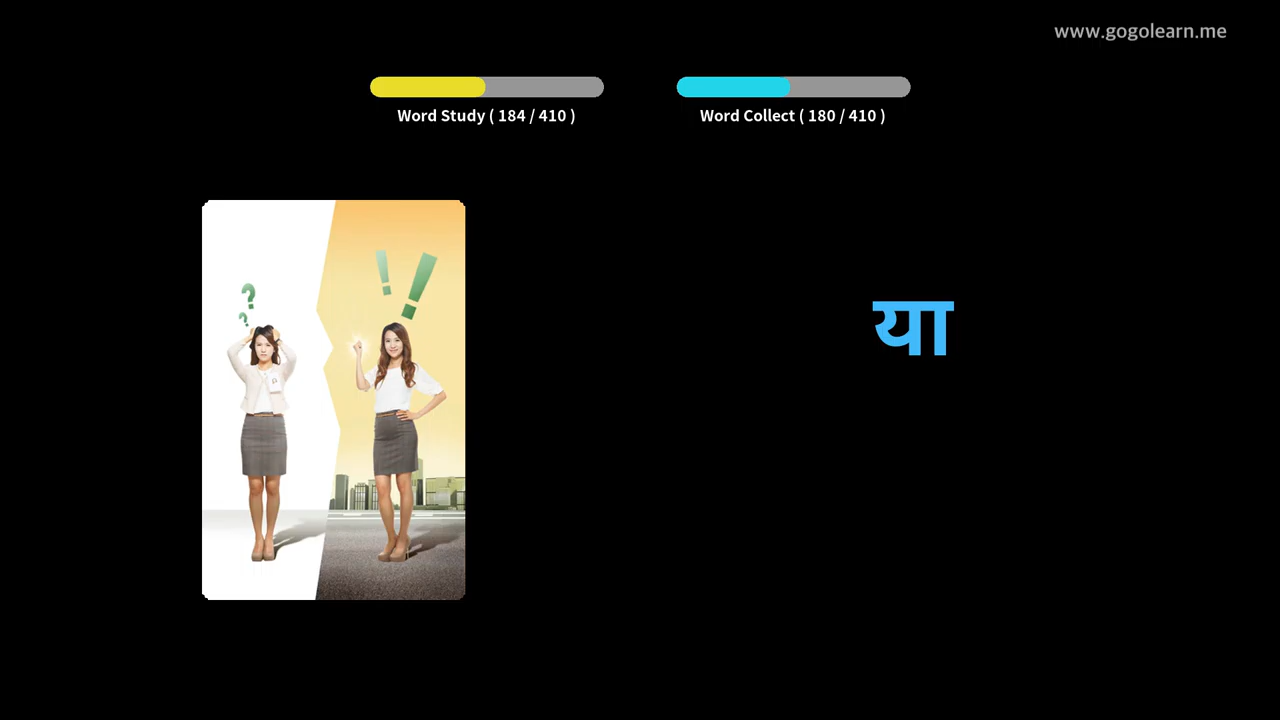 www.gogolearn.me
Word Study ( 184 / 410 )
Word Collect ( 180 / 410 )
? ?
! !
या